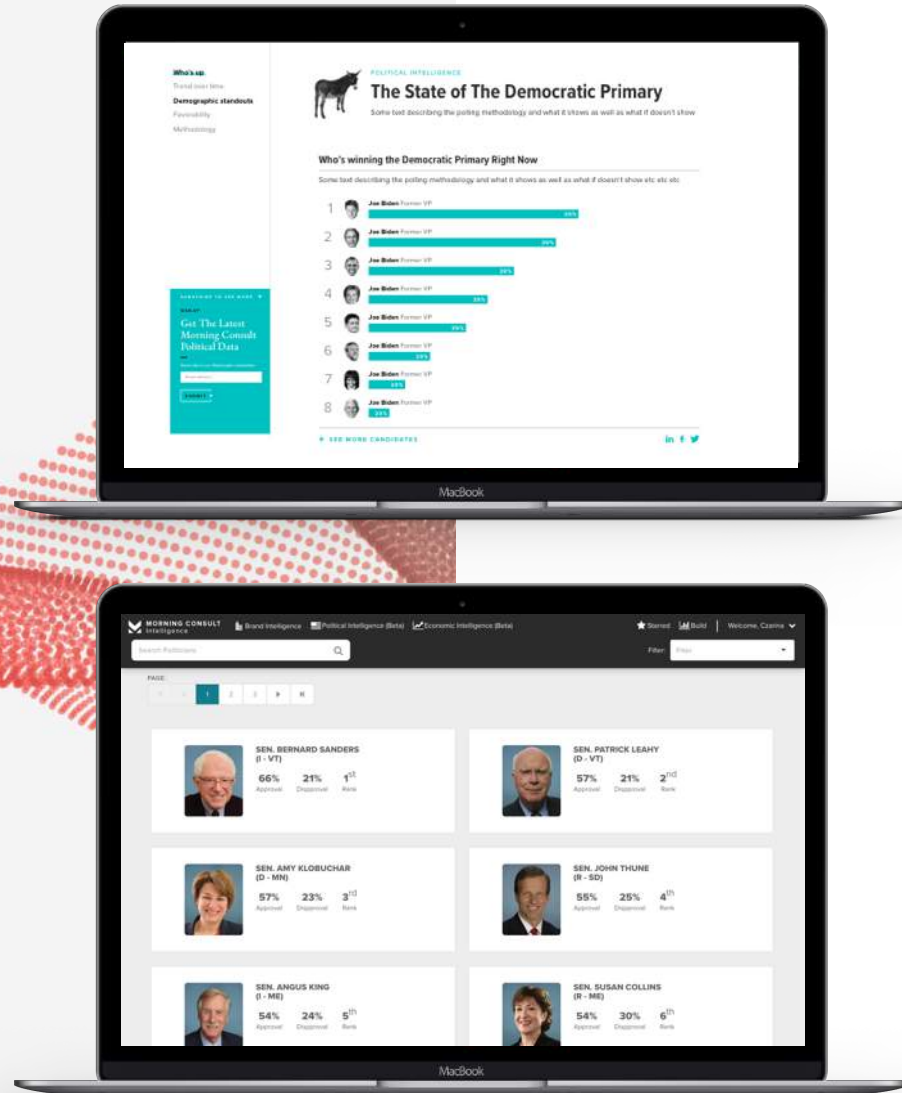 Who's up
Trend over time
Demographic standouts
Favorability
Methodology
POLITICAL INTELLIGENCE
The State of The Democratic Primary
Some text describing the polling methodology and what it shows as well as what it doesn't show
Who's winning the Democratic Primary Right Now
Some text describing the polling methodology and what it shows as well as what if doesn't show etc etc etc
1 Joe Biden Former VP
2 Joe Biden Former VP
3 Joe Biden Former VP
4 Joe Biden Former VP
5 Joe Biden Former VP
6 Joe Biden Former VP
7 Joe Biden Former VP
8 Joe Biden Former VP
SUBSCRIBE TO SEE MORE
Get The Latest
Morning Consult
Political Data
SUBMIT
+ SEE MORE CANDIDATES
in f
MacBook
MORNING CONSULT
Intelligence
Brand Intelligence
Political Intelligence (Beta)
Economic Intelligence (Beta)
Starred
Build
Welcome, Czarina
Search Politicians
Filter:
PAGE:
1 2 3
SEN. BERNARD SANDERS
(I - VT)
66% 21% 1st
Approval Disapproval Rank
SEN. PATRICK LEAHY
(D - VT)
57% 21% 2nd
Approval Disapproval Rank
SEN. AMY KLOBUCHAR
(D - MN)
57% 23% 3rd
Approval Disapproval Rank
SEN. JOHN THUNE
(R - SD)
55% 25% 4th
Approval Disapproval Rank
SEN. ANGUS KING
(I - ME)
54% 24% 5th
Approval Disapproval Rank
SEN. SUSAN COLLINS
(R - ME)
54% 30% 6th
Approval Disapproval Rank
MacBook